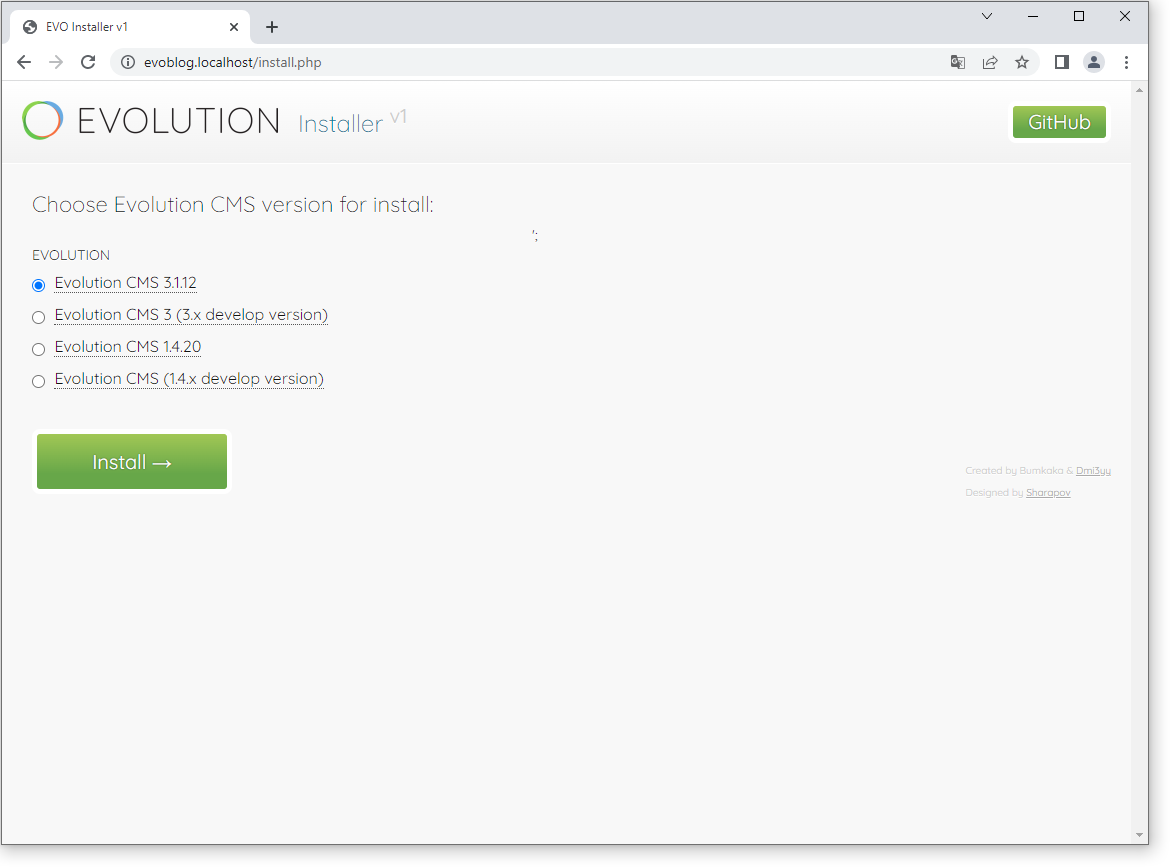 EVO Installer v1
evoblog.localhost/install.php
EVOLUTION Installer v1
GitHub
Choose Evolution CMS version for install:
';
EVOLUTION
Evolution CMS 3.1.12
Evolution CMS 3 (3.x develop version)
Evolution CMS 1.4.20
Evolution CMS (1.4.x develop version)
Install →
Created by Bumkaka & Dmi3yy
Designed by Sharapov